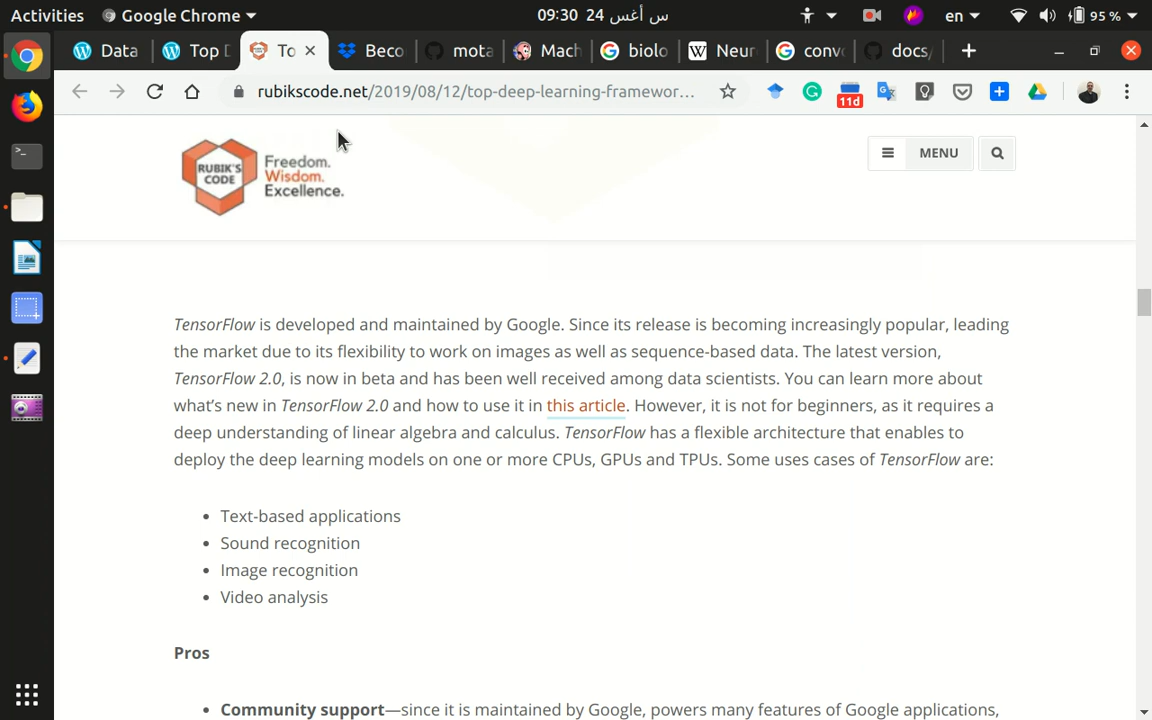 Activities Google Chrome 09:30 24 س أغس en 95 %
Data Top D To Beco mota Mach biolo Neur conv docs/
rubikscode.net/2019/08/12/top-deep-learning-framewor...
11d
RUBIK'S CODE
Freedom.
Wisdom.
Excellence.
MENU
TensorFlow is developed and maintained by Google. Since its release is becoming increasingly popular, leading
the market due to its flexibility to work on images as well as sequence-based data. The latest version,
TensorFlow 2.0, is now in beta and has been well received among data scientists. You can learn more about
what's new in TensorFlow 2.0 and how to use it in this article. However, it is not for beginners, as it requires a
deep understanding of linear algebra and calculus. TensorFlow has a flexible architecture that enables to
deploy the deep learning models on one or more CPUs, GPUs and TPUs. Some uses cases of TensorFlow are:
• Text-based applications
• Sound recognition
• Image recognition
• Video analysis
Pros
• Community support—since it is maintained by Google, powers many features of Google applications,